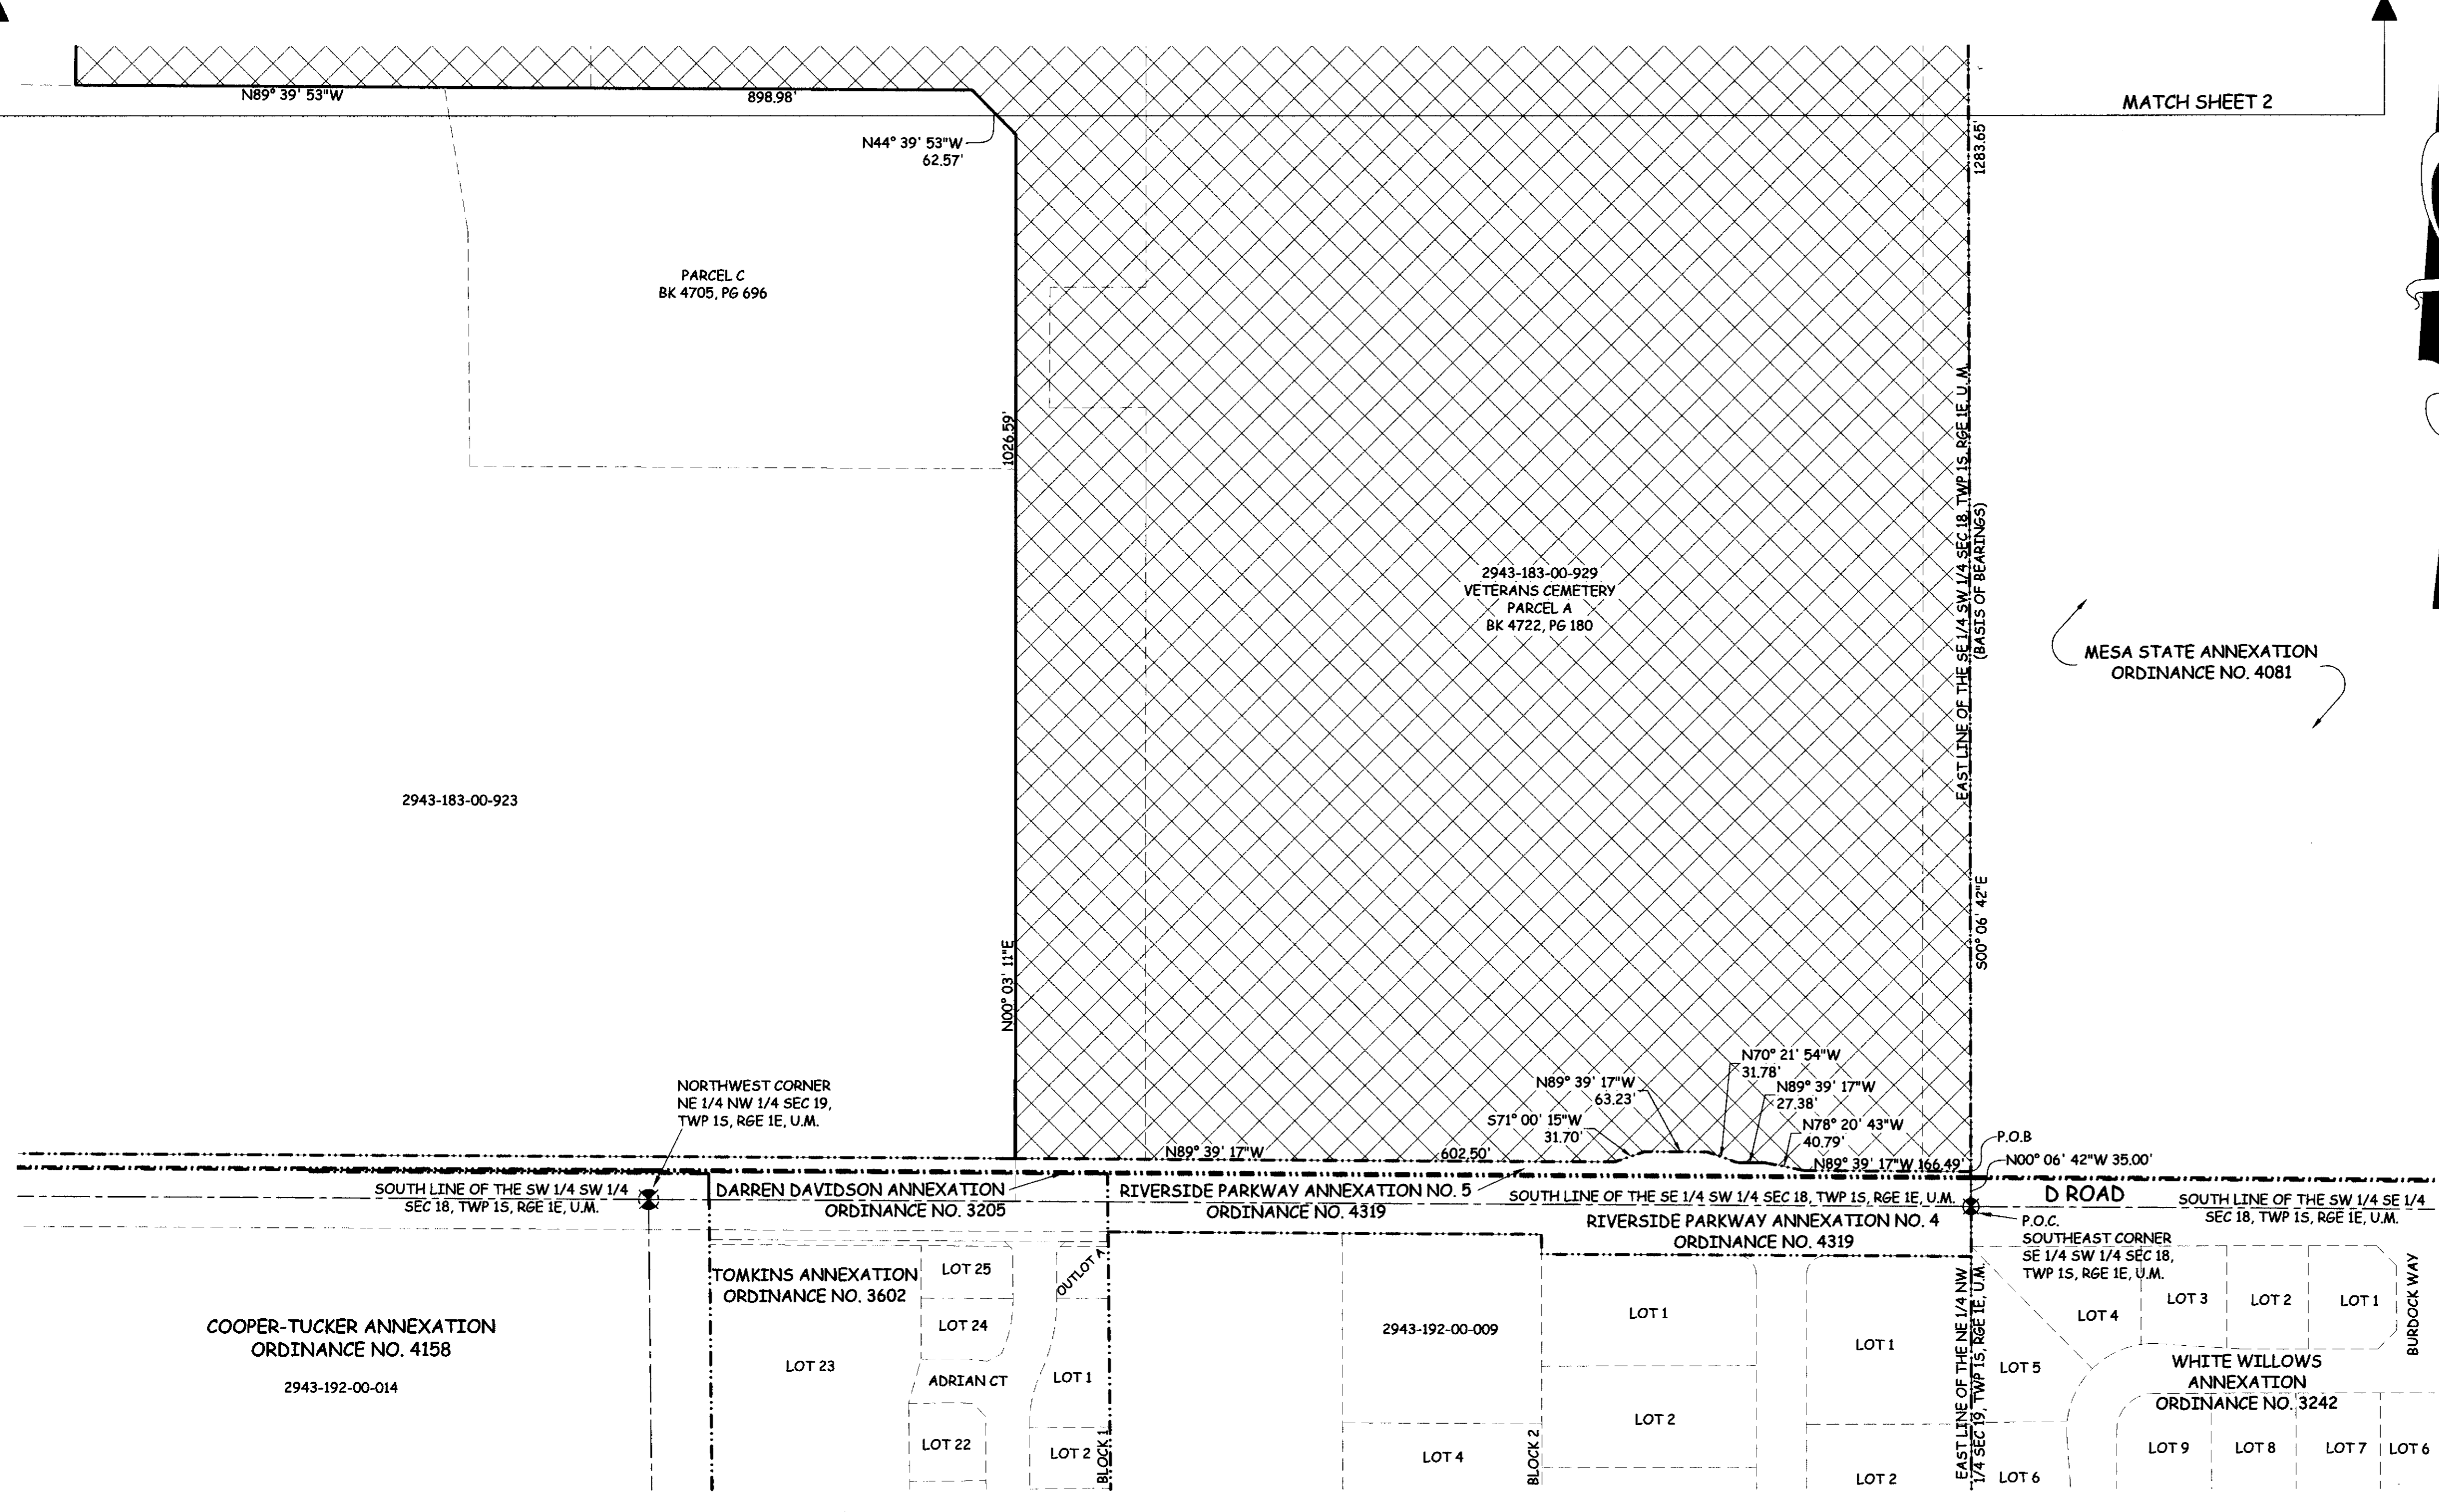 N89° 39' 53"W
898.98'
MATCH SHEET 2
N44° 39' 53"W
62.57'
1283.65'
PARCEL C
BK 4705, PG 696
1026.59'
EAST LINE OF THE SE 1/4 SW 1/4 SEC 18, TWP 1S, RGE 1E, U.M.
(BASIS OF BEARINGS)
2943-183-00-929
VETERANS CEMETERY
PARCEL A
BK 4722, PG 180
MESA STATE ANNEXATION
ORDINANCE NO. 4081
2943-183-00-923
S00° 06' 42"E
N00° 03' 11"E
NORTHWEST CORNER
NE 1/4 NW 1/4 SEC 19,
TWP 1S, RGE 1E, U.M.
N70° 21' 54"W
31.78'
N89° 39' 17"W
63.23'
N89° 39' 17"W
27.38'
S71° 00' 15"W
31.70'
N78° 20' 43"W
40.79'
N89° 39' 17"W
602.50'
N89° 39' 17"W 166.49'
P.O.B
N00° 06' 42"W 35.00'
SOUTH LINE OF THE SW 1/4 SW 1/4
SEC 18, TWP 1S, RGE 1E, U.M.
DARREN DAVIDSON ANNEXATION
ORDINANCE NO. 3205
RIVERSIDE PARKWAY ANNEXATION NO. 5
ORDINANCE NO. 4319
SOUTH LINE OF THE SE 1/4 SW 1/4 SEC 18, TWP 1S, RGE 1E, U.M.
RIVERSIDE PARKWAY ANNEXATION NO. 4
ORDINANCE NO. 4319
D ROAD
SOUTH LINE OF THE SW 1/4 SE 1/4
SEC 18, TWP 1S, RGE 1E, U.M.
P.O.C.
SOUTHEAST CORNER
SE 1/4 SW 1/4 SEC 18,
TWP 1S, RGE 1E, U.M.
TOMKINS ANNEXATION
ORDINANCE NO. 3602
LOT 25
OUTLOT A
LOT 24
LOT 23
ADRIAN CT
LOT 1
LOT 22
LOT 2
BLOCK 1
COOPER-TUCKER ANNEXATION
ORDINANCE NO. 4158
2943-192-00-014
2943-192-00-009
LOT 4
BLOCK 2
LOT 1
LOT 2
LOT 1
LOT 2
EAST LINE OF THE NE 1/4 NW
1/4 SEC 19, TWP 1S, RGE 1E, U.M.
LOT 4
LOT 3
LOT 2
LOT 1
BURDOCK WAY
LOT 5
WHITE WILLOWS
ANNEXATION
ORDINANCE NO. 3242
LOT 6
LOT 9
LOT 8
LOT 7
LOT 6